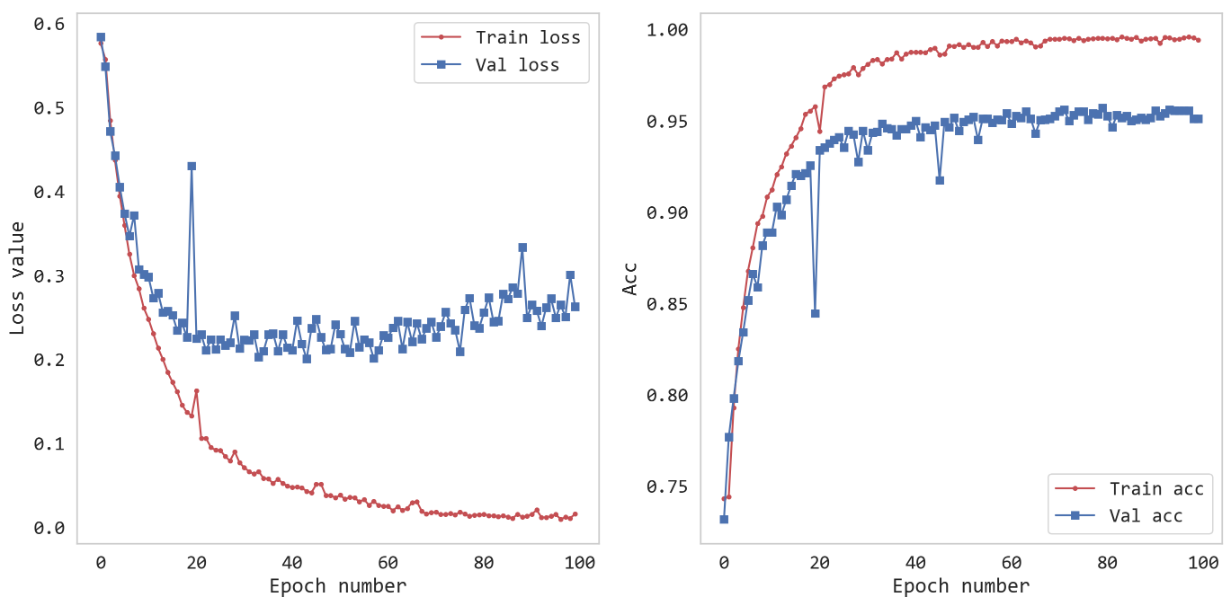 0.6
0.5
0.4
0.3
0.2
0.1
0.0
Loss value
0 20 40 60 80 100
Epoch number
Train loss
Val loss
1.00
0.95
0.90
0.85
0.80
0.75
Acc
0 20 40 60 80 100
Epoch number
Train acc
Val acc